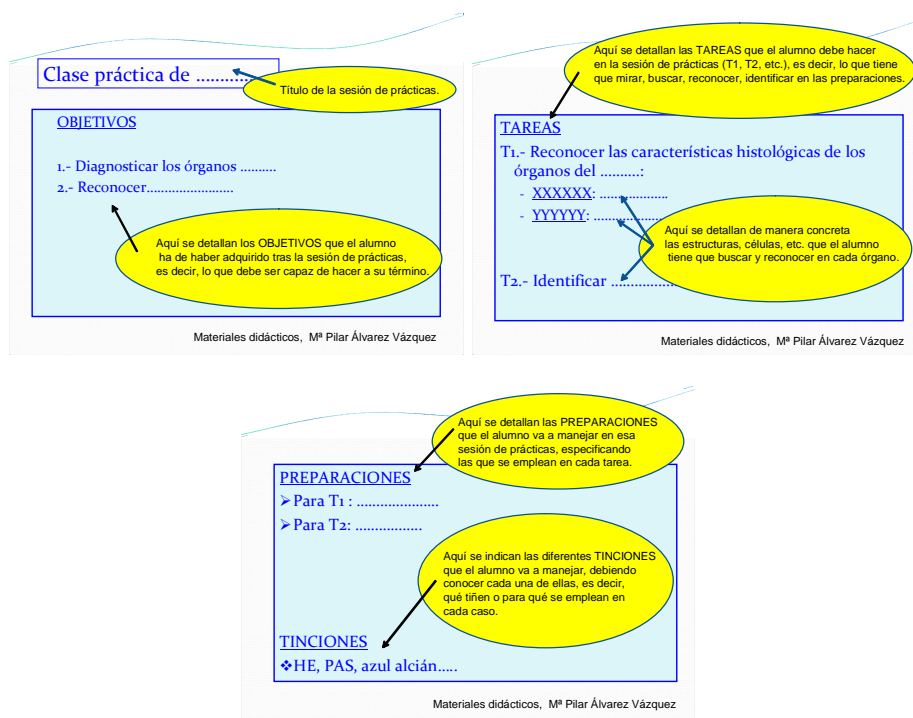 Clase práctica de ..............
Título de la sesión de prácticas.
OBJETIVOS
1.- Diagnosticar los órganos ..........
2.- Reconocer........................
Aquí se detallan los OBJETIVOS que el alumno
ha de haber adquirido tras la sesión de prácticas,
es decir, lo que debe ser capaz de hacer a su término.
Materiales didácticos, Mª Pilar Álvarez Vázquez
Aquí se detallan las TAREAS que el alumno debe hacer
en la sesión de prácticas (T1, T2, etc.), es decir, lo que tiene
que mirar, buscar, reconocer, identificar en las preparaciones.
TAREAS
T1.- Reconocer las características histológicas de los
órganos del ..........:
- XXXXXX: ...................
- YYYYYY: ...................
Aquí se detallan de manera concreta
las estructuras, células, etc. que el alumno
tiene que buscar y reconocer en cada órgano.
T2.- Identificar ...................
Materiales didácticos, Mª Pilar Álvarez Vázquez
Aquí se detallan las PREPARACIONES
que el alumno va a manejar en esa
sesión de prácticas, especificando
las que se emplean en cada tarea.
PREPARACIONES
➢Para T1 : .....................
➢Para T2: .................
Aquí se indican las diferentes TINCIONES
que el alumno va a manejar, debiendo
conocer cada una de ellas, es decir,
qué tiñen o para qué se emplean en
cada caso.
TINCIONES
❖HE, PAS, azul alcián.....
Materiales didácticos, Mª Pilar Álvarez Vázquez